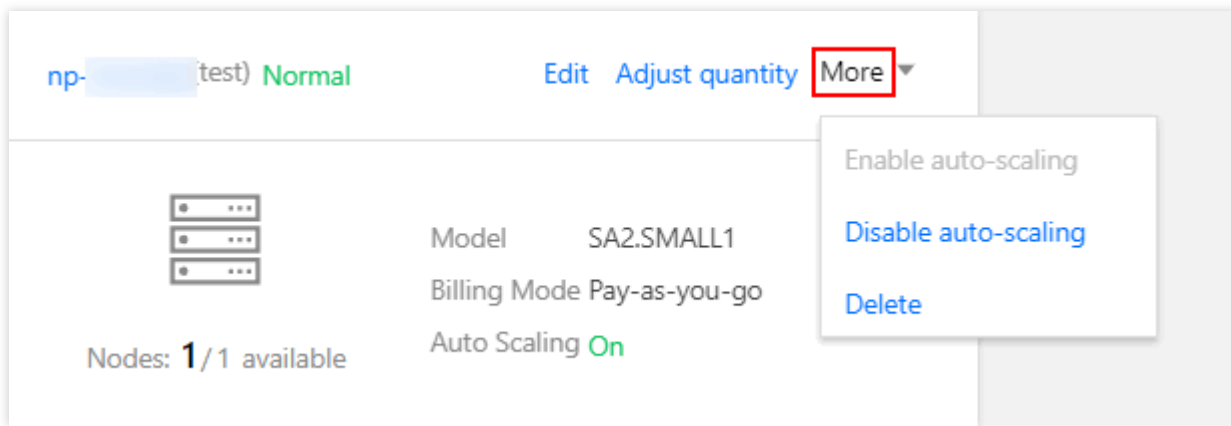 np- (test) Normal Edit Adjust quantity More
Enable auto-scaling
Disable auto-scaling
Delete
Model SA2.SMALL1
Billing Mode Pay-as-you-go
Auto Scaling On
Nodes: 1/1 available